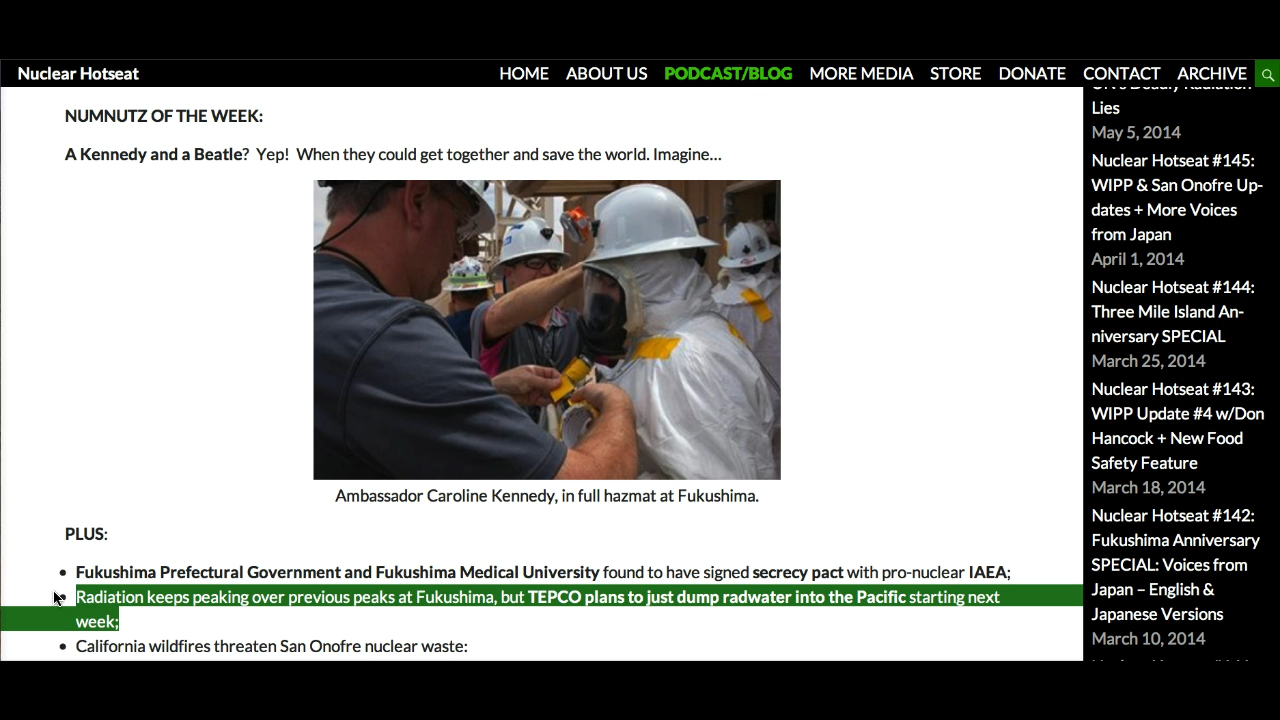 Nuclear Hotseat
HOME ABOUT US PODCAST/BLOG MORE MEDIA STORE DONATE CONTACT ARCHIVE
NUMNUTZ OF THE WEEK:
A Kennedy and a Beatle? Yep! When they could get together and save the world. Imagine...
Ambassador Caroline Kennedy, in full hazmat at Fukushima.
PLUS:
• Fukushima Prefectural Government and Fukushima Medical University found to have signed secrecy pact with pro-nuclear IAEA;
• Radiation keeps peaking over previous peaks at Fukushima, but TEPCO plans to just dump radwater into the Pacific starting next
week;
• California wildfires threaten San Onofre nuclear waste:
Lies
May 5, 2014
Nuclear Hotseat #145:
WIPP & San Onofre Up-
dates + More Voices
from Japan
April 1, 2014
Nuclear Hotseat #144:
Three Mile Island An-
niversary SPECIAL
March 25, 2014
Nuclear Hotseat #143:
WIPP Update #4 w/Don
Hancock + New Food
Safety Feature
March 18, 2014
Nuclear Hotseat #142:
Fukushima Anniversary
SPECIAL: Voices from
Japan – English &
Japanese Versions
March 10, 2014